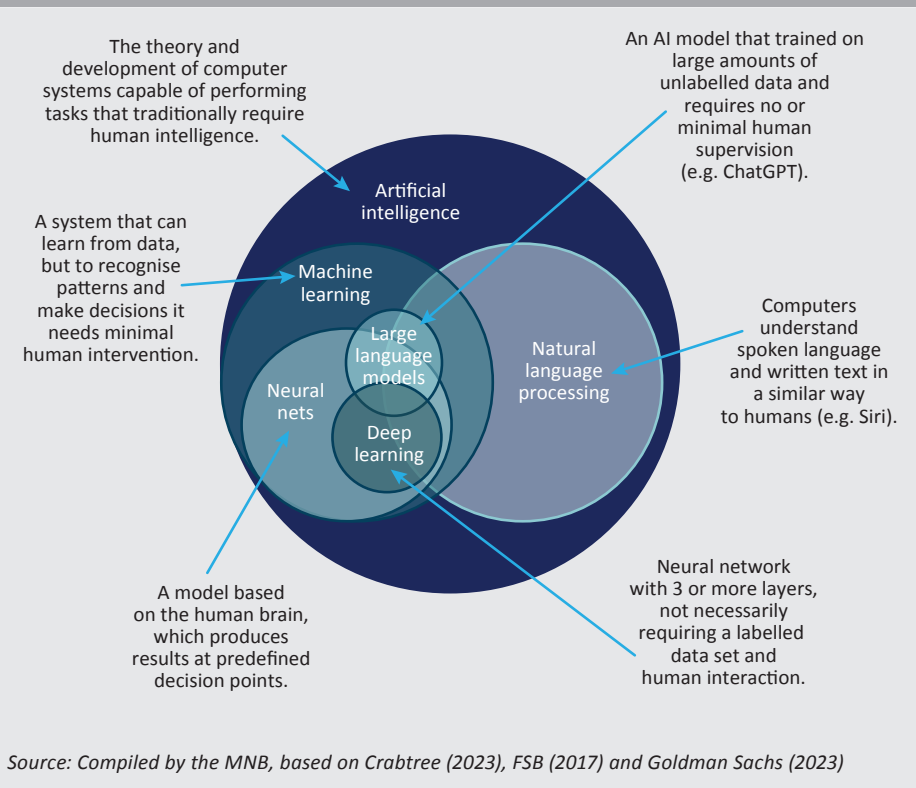 The theory and
development of computer
systems capable of performing
tasks that traditionally require
human intelligence.
An AI model that trained on
large amounts of
unlabelled data and
requires no or
minimal human
supervision
(e.g. ChatGPT).
Artificial
intelligence
A system that can
learn from data,
but to recognise
patterns and
make decisions it
needs minimal
human intervention.
Machine
learning
Large
language
models
Natural
language
processing
Computers
understand
spoken language
and written text in
a similar way
to humans (e.g. Siri).
Neural
nets
Deep
learning
A model based
on the human brain,
which produces
results at predefined
decision points.
Neural network
with 3 or more layers,
not necessarily
requiring a labelled
data set and
human interaction.
Source: Compiled by the MNB, based on Crabtree (2023), FSB (2017) and Goldman Sachs (2023)